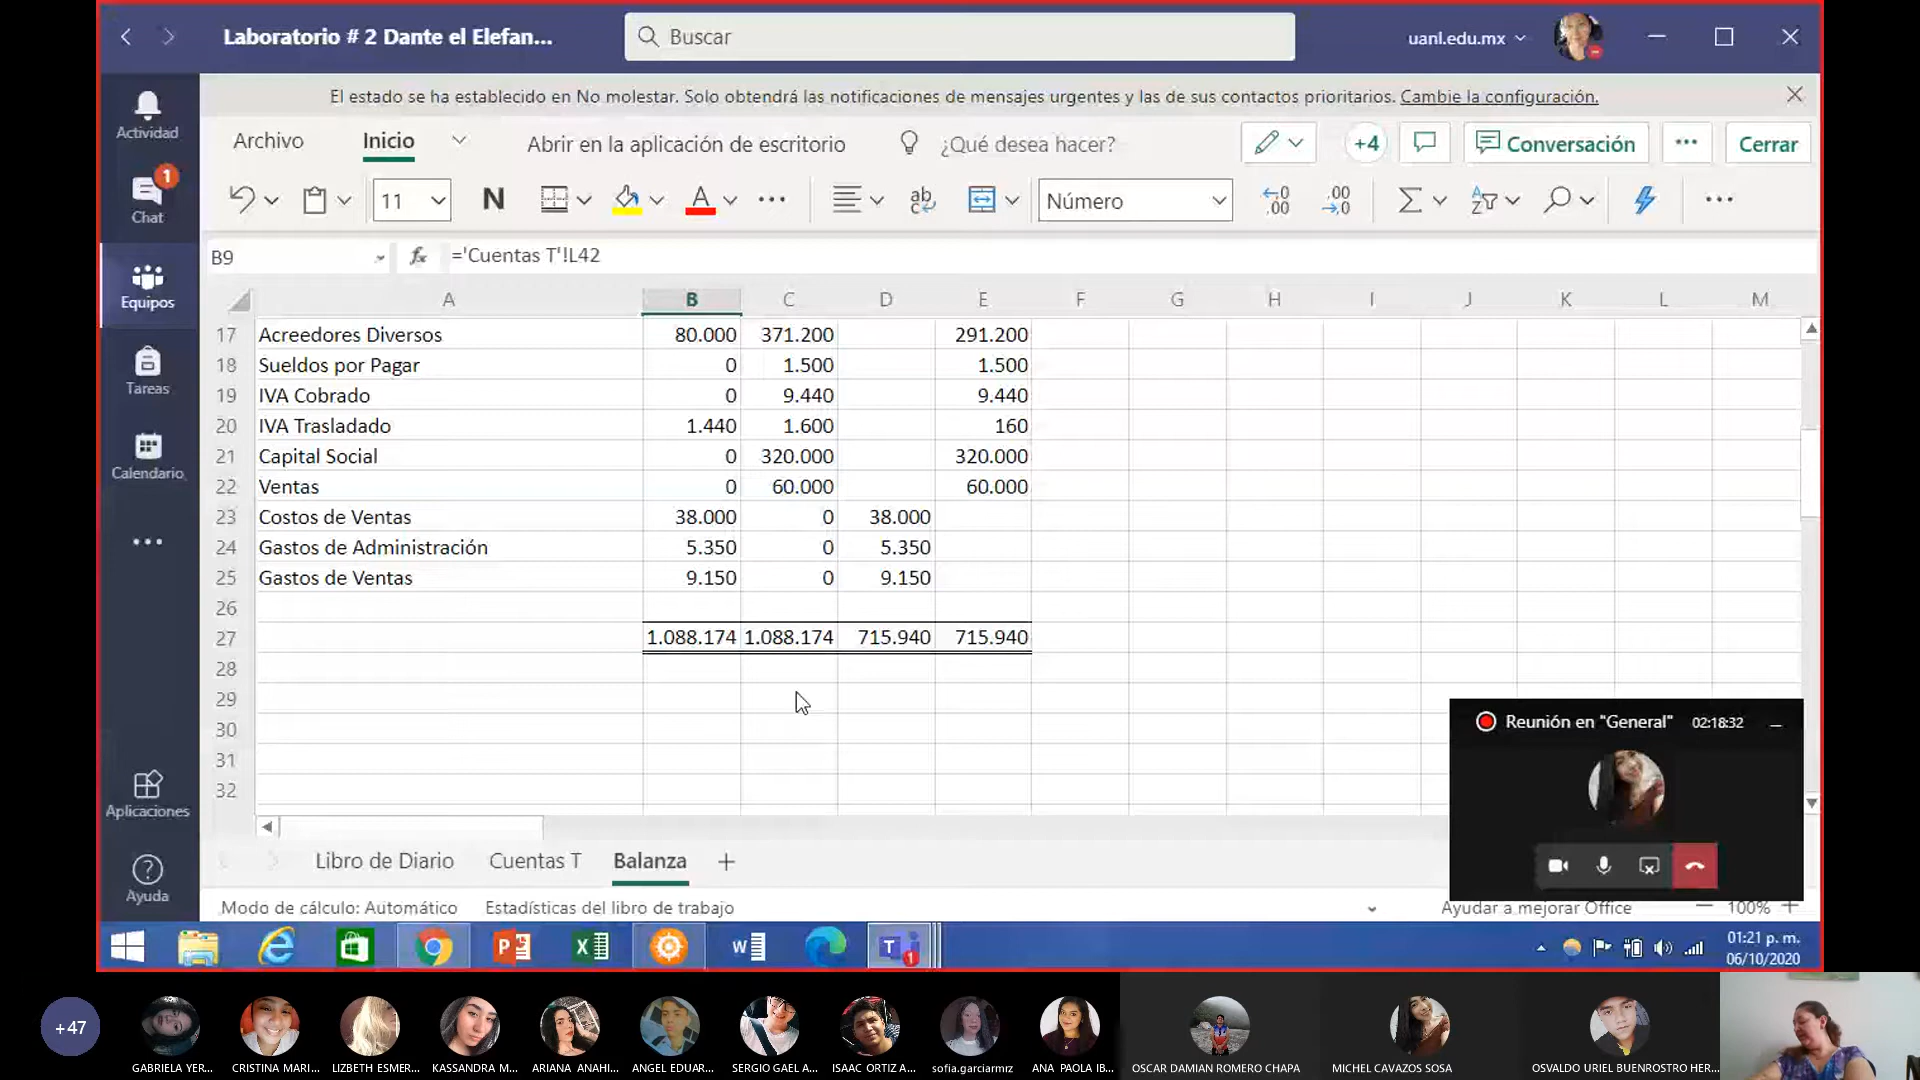 Laboratorio # 2 Dante el Elefan...
Buscar
uanl.edu.mx
El estado se ha establecido en No molestar. Solo obtendrá las notificaciones de mensajes urgentes y las de sus contactos prioritarios. Cambie la configuración.
Actividad
1
Chat
Equipos
Tareas
Calendario
Aplicaciones
Ayuda
Archivo
Inicio
Abrir en la aplicación de escritorio
¿Qué desea hacer?
+4
Conversación
Cerrar
11
N
A
ab
Número
B9
fx
='Cuentas T'!L42
A B C D E F G H I J K L M
17 Acreedores Diversos 80.000 371.200 291.200
18 Sueldos por Pagar 0 1.500 1.500
19 IVA Cobrado 0 9.440 9.440
20 IVA Trasladado 1.440 1.600 160
21 Capital Social 0 320.000 320.000
22 Ventas 0 60.000 60.000
23 Costos de Ventas 38.000 0 38.000
24 Gastos de Administración 5.350 0 5.350
25 Gastos de Ventas 9.150 0 9.150
26
27 1.088.174 1.088.174 715.940 715.940
28
29
30
31
32
Reunión en "General" 02:18:32
Libro de Diario
Cuentas T
Balanza
Modo de cálculo: Automático
Estadísticas del libro de trabajo
Ayudar a mejorar Office
100%
01:21 p. m.
06/10/2020
+47
GABRIELA YER...
CRISTINA MARI...
LIZBETH ESMER...
KASSANDRA M...
ARIANA ANAHI...
ANGEL EDUAR...
SERGIO GAEL A...
ISAAC ORTIZ A...
sofia.garciarmrz
ANA PAOLA IB...
OSCAR DAMIAN ROMERO CHAPA
MICHEL CAVAZOS SOSA
OSVALDO URIEL BUENROSTRO HER...